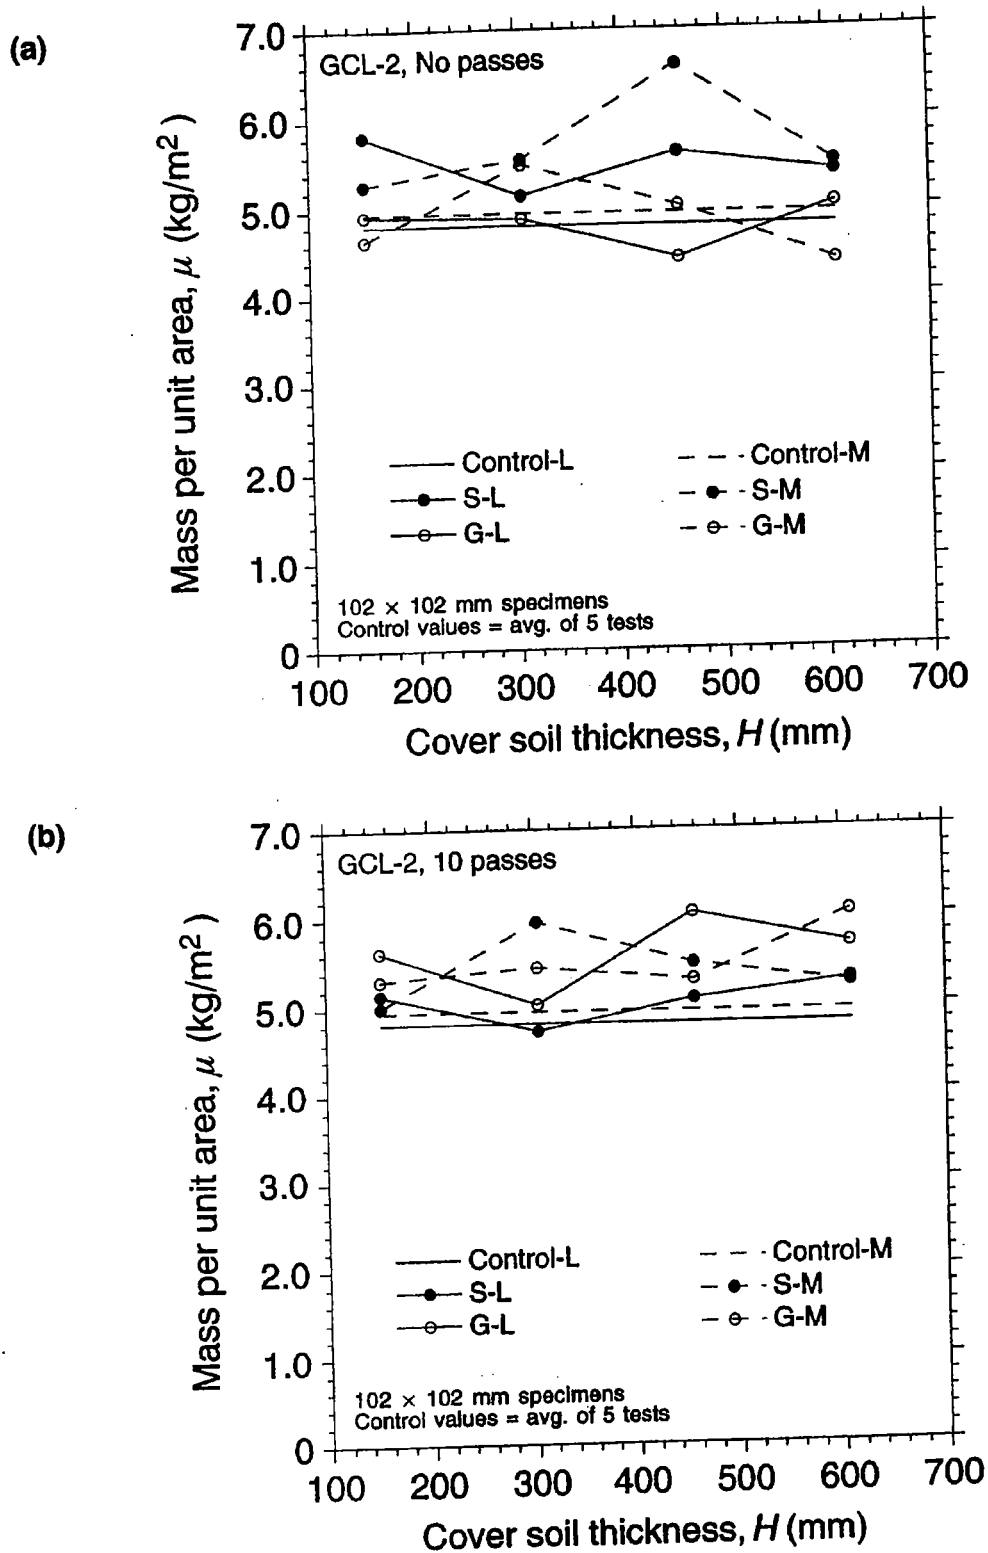 (a)
7.0
GCL-2, No passes
6.0
5.0
4.0
3.0
2.0
1.0
0
Mass per unit area, μ (kg/m²)
Control-L
S-L
G-L
Control-M
S-M
G-M
102 × 102 mm specimens
Control values = avg. of 5 tests
100 200 300 400 500 600 700
Cover soil thickness, H (mm)
(b)
7.0
GCL-2, 10 passes
6.0
5.0
4.0
3.0
2.0
1.0
0
Mass per unit area, μ (kg/m²)
Control-L
S-L
G-L
Control-M
S-M
G-M
102 × 102 mm specimens
Control values = avg. of 5 tests
100 200 300 400 500 600 700
Cover soil thickness, H (mm)